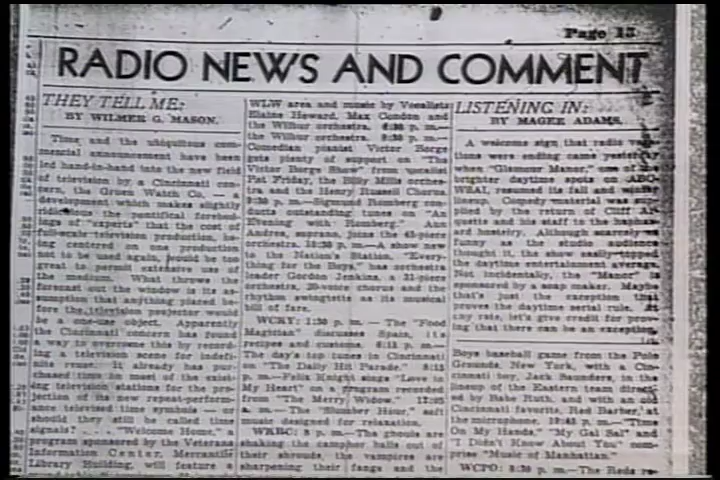 Page 13
RADIO NEWS AND COMMENT
THEY TELL ME:
BY WILMER G. MASON.
Time and the ubiquitous com-
mercial announcement have been
led hand-in-hand into the new field
of television by a Cincinnati con-
cern, the Gruen Watch Co. — a
development which makes slightly
ridiculous the pontifical forebod-
ings of "experts" that the cost of
full-scale television production, be-
ing centered on a production
not to be used again, would be too
great to permit extensive use of
the medium. What throws the
forecast out the window is its as-
sumption that anything placed be-
fore the television projector would
be a one-use object. Apparently
the Cincinnati concern has found
a way to overcome this by record-
ing a television scene for indefi-
nite reuse. It already has pur-
chased time on most of the exist-
ing television stations for the pro-
jection of its new repeat-perform-
ance televised time symbols — or
should they still be called time
signals? . . . "Welcome Home," a
program sponsored by the Veterans
Information Center, Mercantile
Library Building, will feature a
WLW area and music by Vocalists
Elaine Howard, Max Condon and
the Wilbur orchestra. 6:30 p. m.—
Comedian pianist Victor Borge
gets plenty of support on "The
Victor Borge Show" from vocalist
Pat Friday, the Billy Mills orches-
tra and the Henry Russell Chorus.
9:30 p. m.—Sigmund Romberg con-
ducts outstanding tunes on "An
Evening with Romberg." Ann
Andrea, soprano, joins the 45-piece
orchestra. 10:30 p. m.—A show new
to the Nation's Station, "Every-
thing for the Boys," has orchestra
leader Gordon Jenkins, a 21-piece
orchestra, 20-voice chorus and the
rhythm swingtette as its musical
bill of fare.
WCKY: 1:30 p. m. — The "Food
Magician" discusses Spain, its
recipes and customs. 6:15 p. m.—
The day's top tunes in Cincinnati
on "The Daily Hit Parade." 8:15
p. m.—Felix Knight sings "Love in
My Heart" on a program recorded
from "The Merry Widow." 12:05
a. m.—The "Slumber Hour," soft
music designed for relaxation.
WKRC: 8 p. m.—The ghouls are
shaking the camphor balls out of
their shrouds, the vampires are
sharpening their fangs and the
LISTENING IN:
BY MAGEE ADAMS.
A welcome sign that radio vaca-
tions were ending came yesterday
when "Glamour Manor," one of the
brighter daytime spots on ABC-
WSAI, resumed its fall and winter
lineup. Comedy material was sup-
plied by the return of Cliff Ar-
quette and his staff to the haphaz-
ard hostelry. Although scarcely as
funny as the studio audience
thought it, the show easily topped
the daytime entertainment average.
Not incidentally, the "Manor" is
sponsored by a soap maker. Maybe
that's just the exception that
proves the daytime serial rule. At
any rate, let's give credit for prov-
ing that there can be an exception.
Boys baseball game from the Polo
Grounds, New York, with a Cin-
cinnati boy, Jack Saunders, in the
lineup of the Eastern team direct-
ed by Babe Ruth, and with an old
Cincinnati favorite, Red Barber, at
the microphone. 10:45 p. m.—"Time
On My Hands," "My Gal Sal" and
"I Didn't Know About You" com-
prise "Music of Manhattan."
WCPO: 8:30 p. m.—The Reds re-